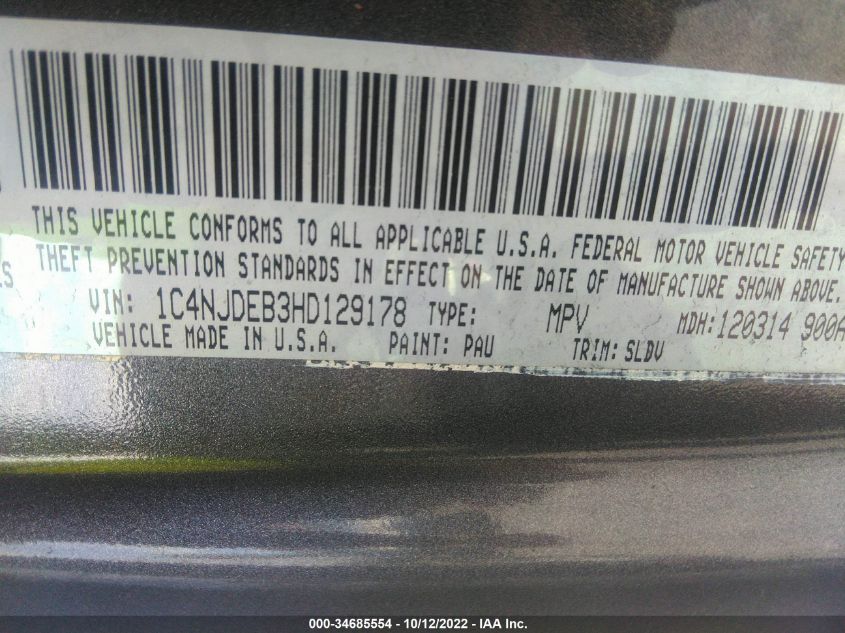 THIS VEHICLE CONFORMS TO ALL APPLICABLE U.S.A. FEDERAL MOTOR VEHICLE SAFETY
THEFT PREVENTION STANDARDS IN EFFECT ON THE DATE OF MANUFACTURE SHOWN ABOVE.
VIN: 1C4NJDEB3HD129178 TYPE: MPV MDH:120314 900A
VEHICLE MADE IN U.S.A. PAINT: PAU TRIM: SLDV
000-34685554 - 10/12/2022 - IAA Inc.